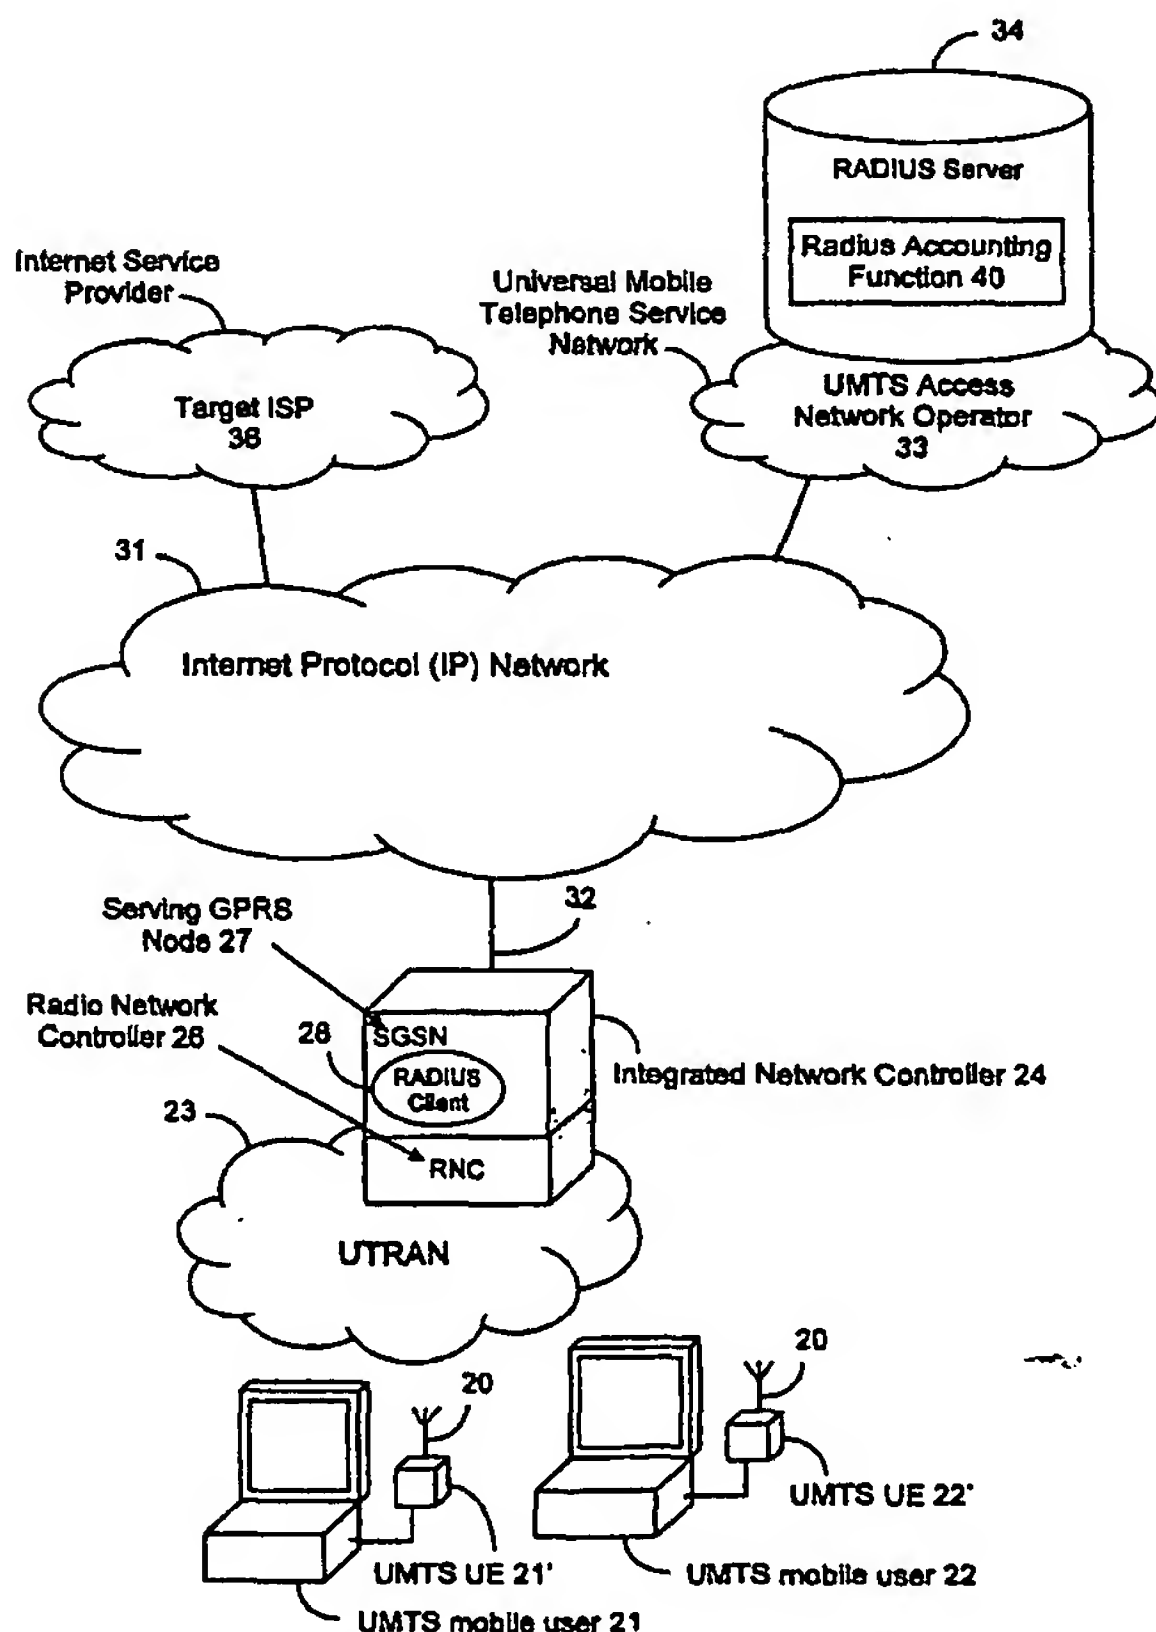 34
RADIUS Server
Radius Accounting
Function 40
Internet Service
Provider
Universal Mobile
Telephone Service
Network
Target ISP
36
UMTS Access
Network Operator
33
31
Internet Protocol (IP) Network
32
Serving GPRS
Node 27
Radio Network
Controller 26
28
SGSN
RADIUS
Client
Integrated Network Controller 24
23
RNC
UTRAN
20
20
UMTS UE 22'
UMTS UE 21'
UMTS mobile user 22
UMTS mobile user 21